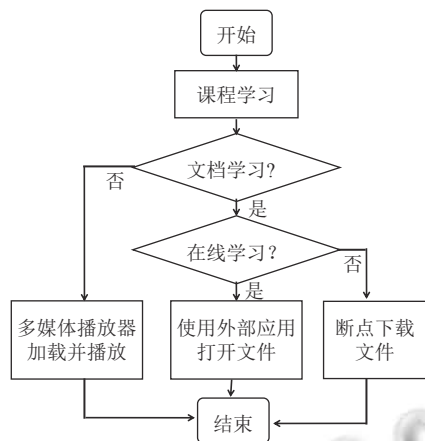 开始
课程学习
文档学习?
否
是
在线学习?
否
是
多媒体播放器
加载并播放
使用外部应用
打开文件
断点下载
文件
结束